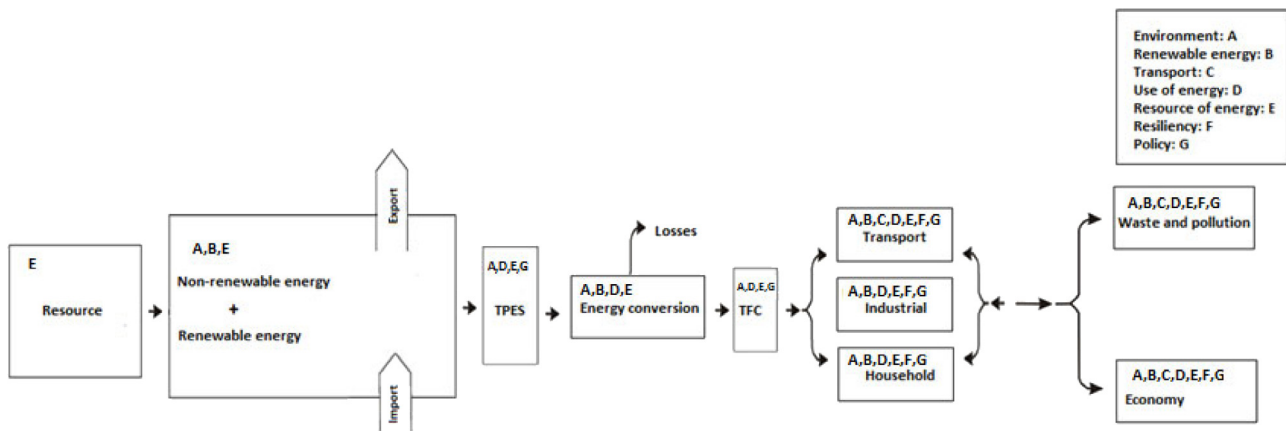 Environment: A
Renewable energy: B
Transport: C
Use of energy: D
Resource of energy: E
Resiliency: F
Policy: G
E
Resource
A,B,E
Non-renewable energy
+
Renewable energy
Export
Import
A,D,E,G
TPES
Losses
A,B,D,E
Energy conversion
A,D,E,G
TFC
A,B,C,D,E,F,G
Transport
A,B,D,E,F,G
Industrial
A,B,D,E,F,G
Household
A,B,C,D,E,F,G
Waste and pollution
A,B,C,D,E,F,G
Economy